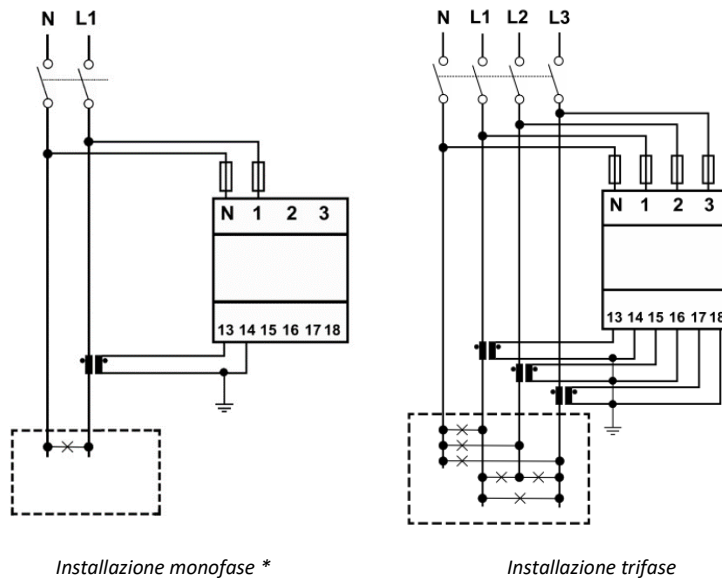 N L1
N 1 2 3
13 14 15 16 17 18
Installazione monofase *
N L1 L2 L3
N 1 2 3
13 14 15 16 17 18
Installazione trifase